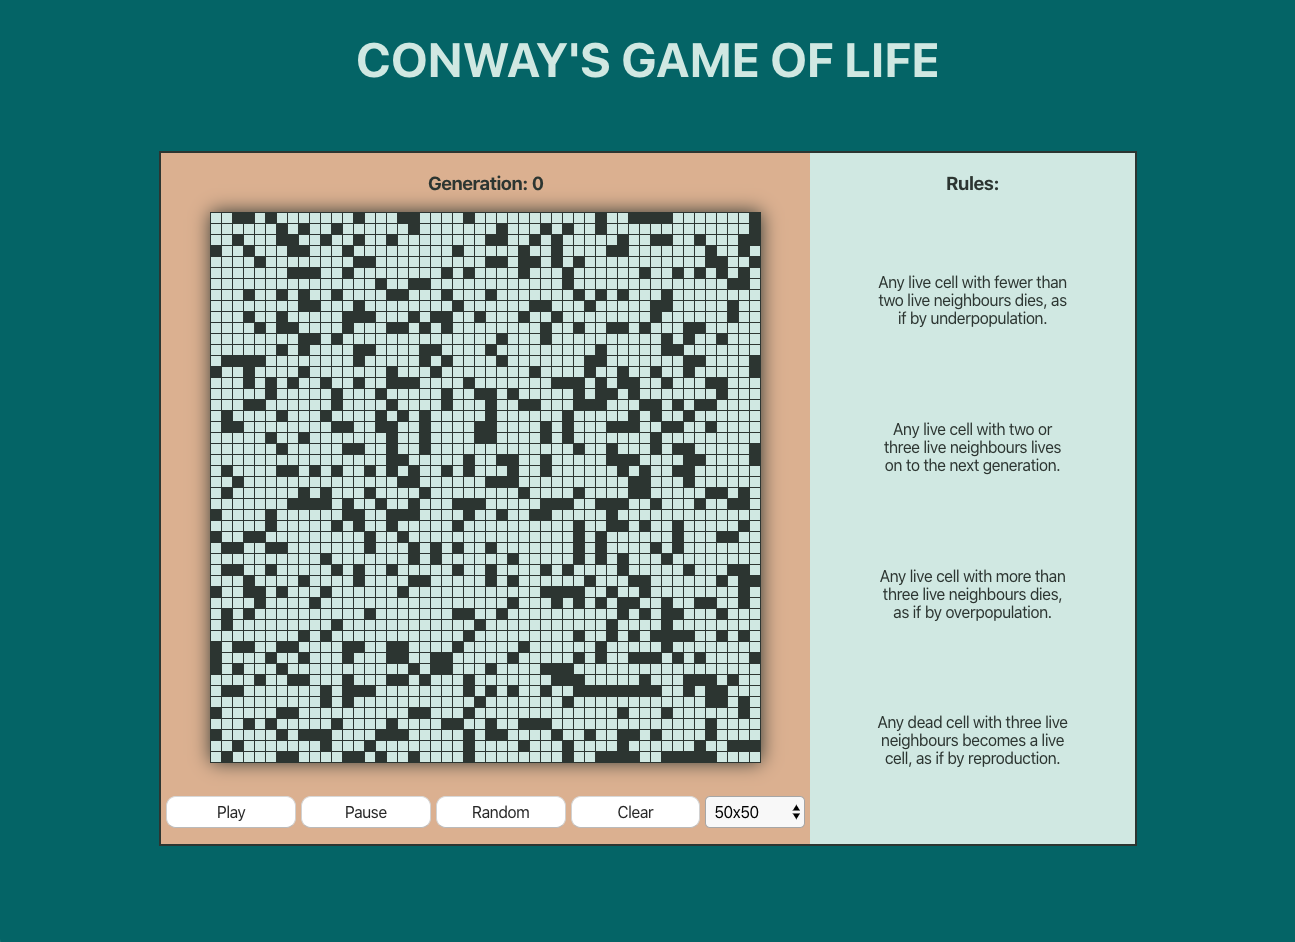 CONWAY'S GAME OF LIFE
Generation: 0
Play
Pause
Random
Clear
50x50
Rules:
Any live cell with fewer than
two live neighbours dies, as
if by underpopulation.
Any live cell with two or
three live neighbours lives
on to the next generation.
Any live cell with more than
three live neighbours dies,
as if by overpopulation.
Any dead cell with three live
neighbours becomes a live
cell, as if by reproduction.